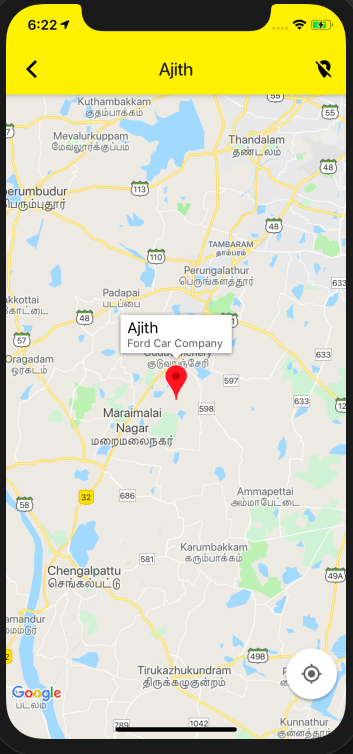 6:22
Ajith
Kuthambakkam
குதம்பாக்கம்
55
55
Mevalurkuppam
மேவலூர்க்குப்பம்
Thandalam
தண்டலம்
48
erumbudur
பெரும்புதூர்
113
48
TAMBARAM
தாம்பரம்
110
Perungalathur
பெருங்களத்தூர்
633
akkottai
Padapai
படப்பை
48
Ajith
Ford Car Company
57
Oragadam
ஒரகடம்
633
597
633
598
Maraimalai
Nagar
மறைமலைநகர்
32
686
58
Ammapettai
அம்மாபேட்டை
Karumbakkam
கரும்பாக்கம்
581
Chengalpattu
செங்கல்பட்டு
49A
amandur
49B
Tirukazhukundram
திருக்கழுகுன்றம்
Google
படலம்
789
1042
Kunnathur
குன்னத்தூர்